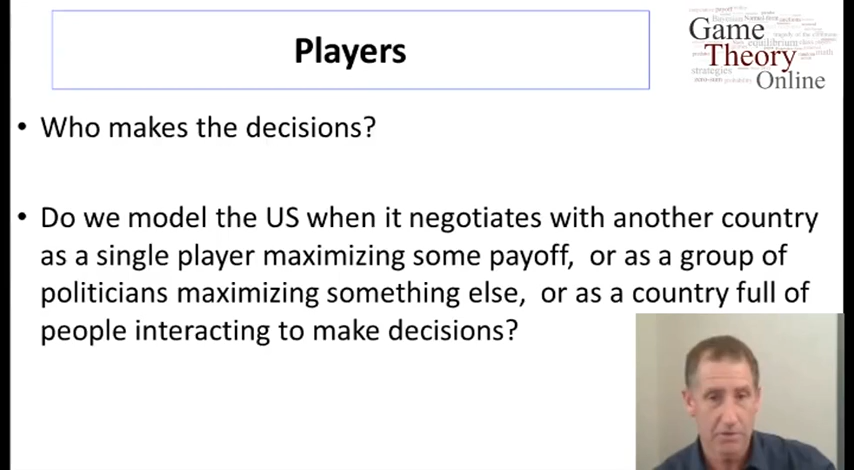 Players
Game
Theory
Online
equilibrium
strategies
• Who makes the decisions?
• Do we model the US when it negotiates with another country
as a single player maximizing some payoff,  or as a group of
politicians maximizing something else,  or as a country full of
people interacting to make decisions?